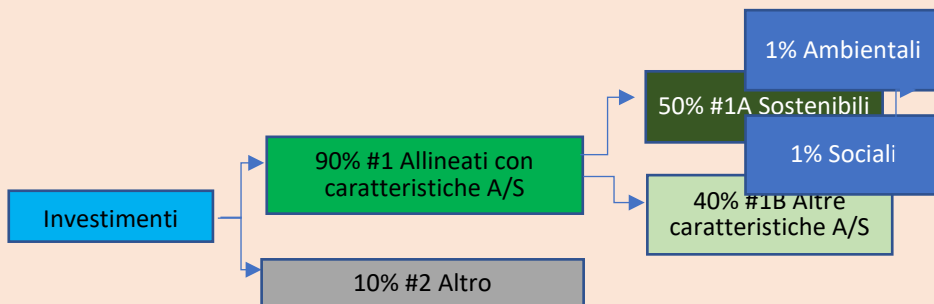 1% Ambientali
50% #1A Sostenibili
1% Sociali
90% #1 Allineati con
caratteristiche A/S
40% #1B Altre
caratteristiche A/S
Investimenti
10% #2 Altro